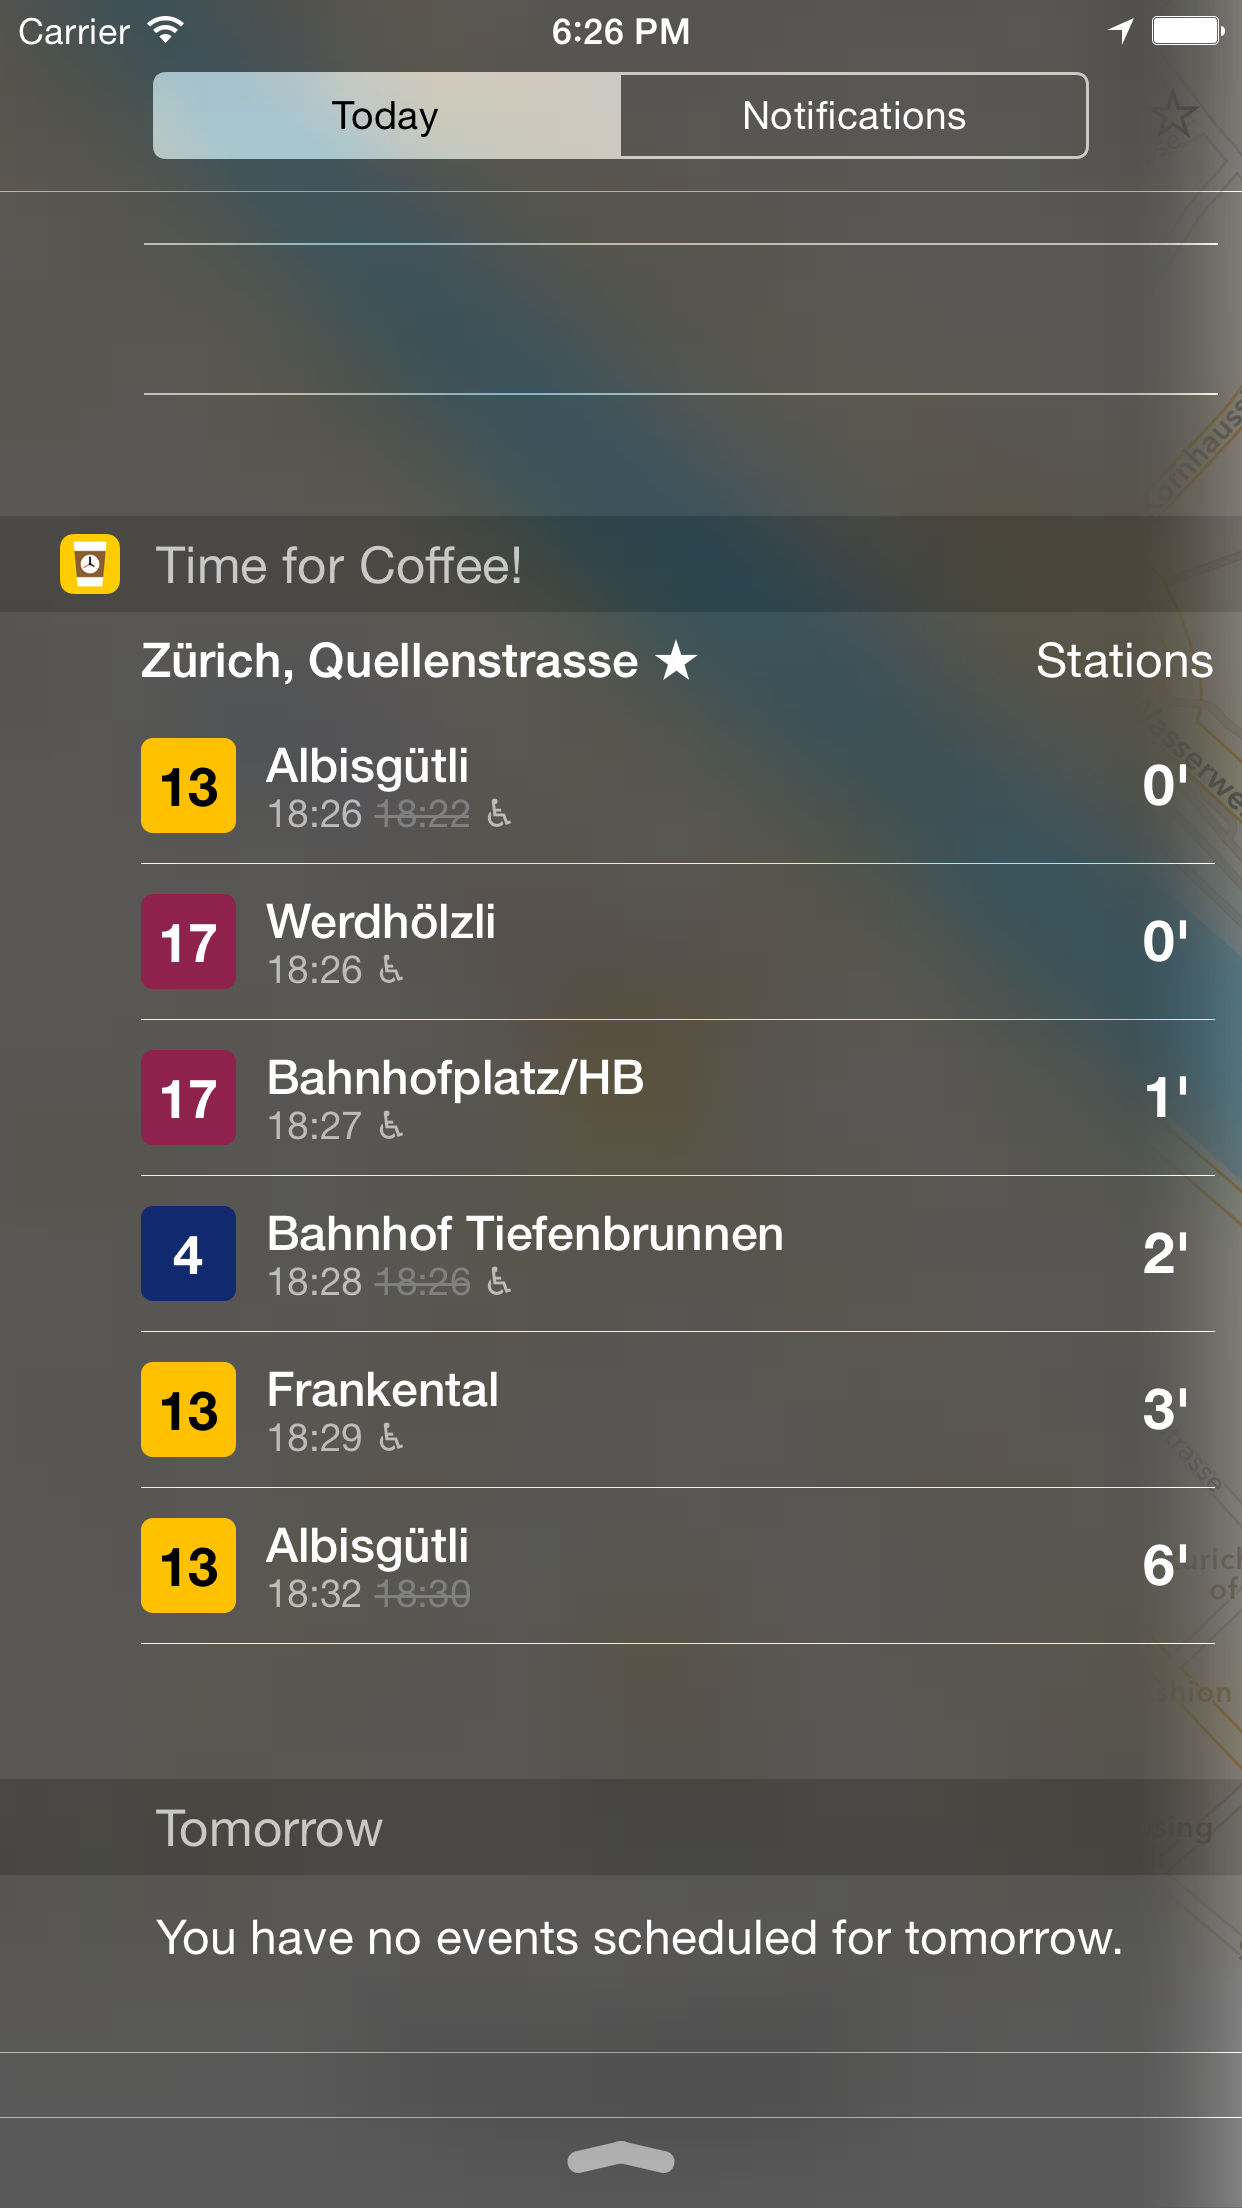 Carrier 6:26 PM
Today Notifications
Time for Coffee!
Zürich, Quellenstrasse ★ Stations
13 Albisgütli 0'
18:26 18:22
17 Werdhölzli 0'
18:26
17 Bahnhofplatz/HB 1'
18:27
4 Bahnhof Tiefenbrunnen 2'
18:28 18:26
13 Frankental 3'
18:29
13 Albisgütli 6'
18:32 18:30
Tomorrow
You have no events scheduled for tomorrow.